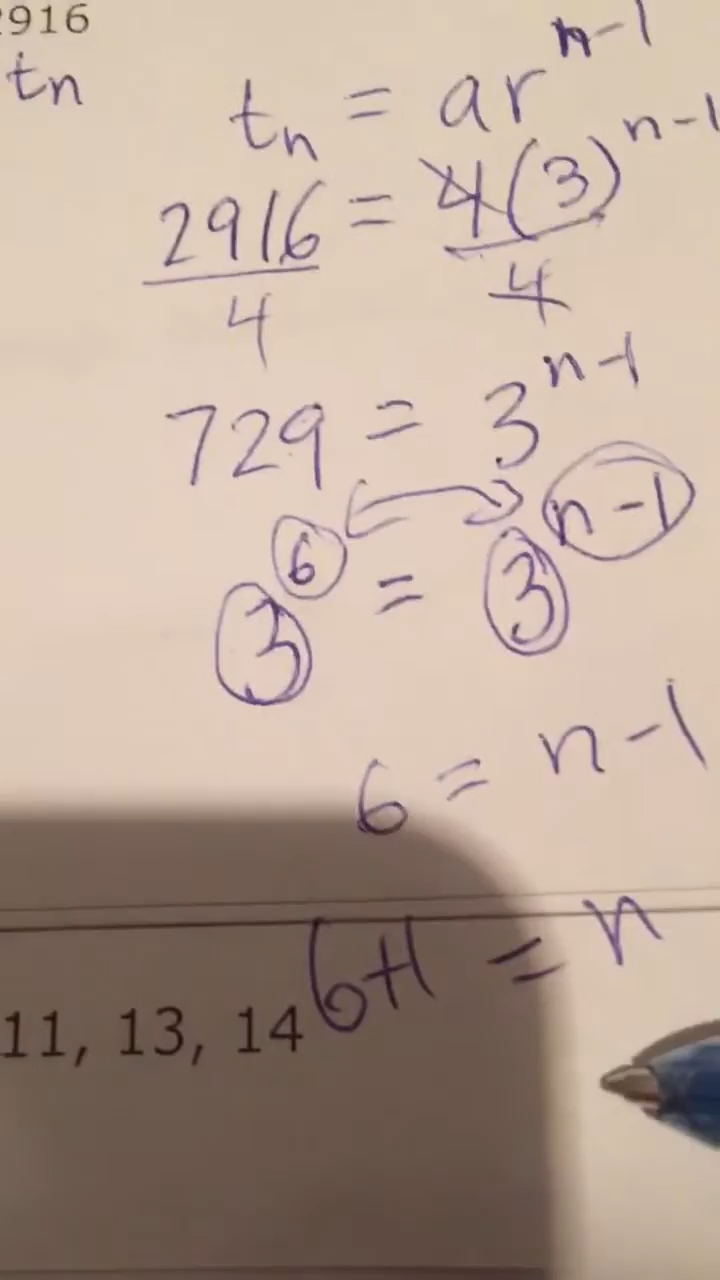 2916
tn
tn = ar^n-1
2916 = 4(3)^n-1
4 4
729 = 3^n-1
3^6 = 3^n-1
6 = n-1
6+1 = n
11, 13, 14